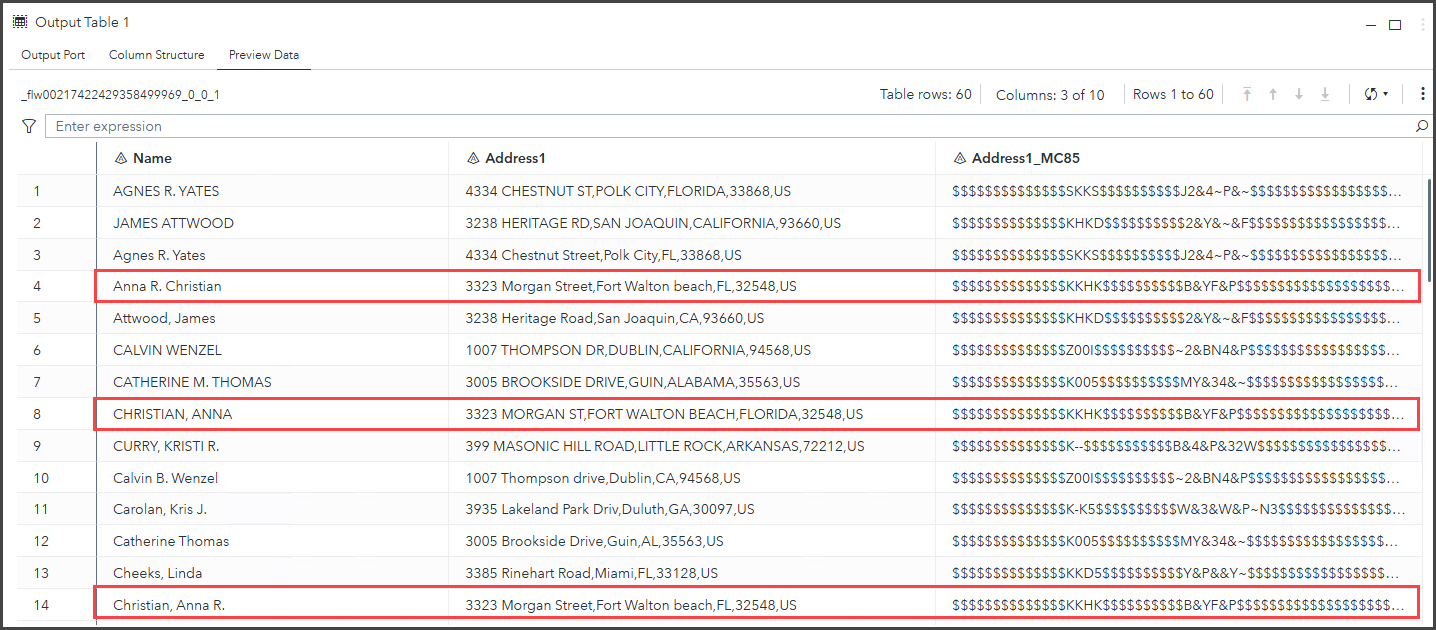 Output Table 1
Output Port Column Structure Preview Data
_flw00217422429358499969_0_0_1 Table rows: 60 Columns: 3 of 10 Rows 1 to 60
Enter expression
Name Address1 Address1_MC85
1 AGNES R. YATES 4334 CHESTNUT ST,POLK CITY,FLORIDA,33868,US $$$$$$$$$$$$$$SKKS$$$$$$$$$$J2&4~P&~$$$$$$$$$$$$$$$$$...
2 JAMES ATTWOOD 3238 HERITAGE RD,SAN JOAQUIN,CALIFORNIA,93660,US $$$$$$$$$$$$$$KHKD$$$$$$$$$$2&Y&~&F$$$$$$$$$$$$$$$$$$...
3 Agnes R. Yates 4334 Chestnut Street,Polk City,FL,33868,US $$$$$$$$$$$$$$SKKS$$$$$$$$$$J2&4~P&~$$$$$$$$$$$$$$$$$...
4 Anna R. Christian 3323 Morgan Street,Fort Walton beach,FL,32548,US $$$$$$$$$$$$$$KKHK$$$$$$$$$$B&YF&P$$$$$$$$$$$$$$$$$$$...
5 Attwood, James 3238 Heritage Road,San Joaquin,CA,93660,US $$$$$$$$$$$$$$KHKD$$$$$$$$$$2&Y&~&F$$$$$$$$$$$$$$$$$$...
6 CALVIN WENZEL 1007 THOMPSON DR,DUBLIN,CALIFORNIA,94568,US $$$$$$$$$$$$$$Z00I$$$$$$$$$$~2&BN4&P$$$$$$$$$$$$$$$$$...
7 CATHERINE M. THOMAS 3005 BROOKSIDE DRIVE,GUIN,ALABAMA,35563,US $$$$$$$$$$$$$$K005$$$$$$$$$$MY&34&~$$$$$$$$$$$$$$$$$...
8 CHRISTIAN, ANNA 3323 MORGAN ST,FORT WALTON BEACH,FLORIDA,32548,US $$$$$$$$$$$$$$KKHK$$$$$$$$$$B&YF&P$$$$$$$$$$$$$$$$$$$...
9 CURRY, KRISTI R. 399 MASONIC HILL ROAD,LITTLE ROCK,ARKANSAS,72212,US $$$$$$$$$$$$$$K--$$$$$$$$$$$B&4&P&32W$$$$$$$$$$$$$$$$...
10 Calvin B. Wenzel 1007 Thompson drive,Dublin,CA,94568,US $$$$$$$$$$$$$$Z00I$$$$$$$$$$~2&BN4&P$$$$$$$$$$$$$$$$$...
11 Carolan, Kris J. 3935 Lakeland Park Driv,Duluth,GA,30097,US $$$$$$$$$$$$$$K-K5$$$$$$$$$$W&3&W&P~N3$$$$$$$$$$$$$$...
12 Catherine Thomas 3005 Brookside Drive,Guin,AL,35563,US $$$$$$$$$$$$$$K005$$$$$$$$$$MY&34&~$$$$$$$$$$$$$$$$$...
13 Cheeks, Linda 3385 Rinehart Road,Miami,FL,33128,US $$$$$$$$$$$$$$KKD5$$$$$$$$$$Y&P&&Y~$$$$$$$$$$$$$$$$$...
14 Christian, Anna R. 3323 Morgan Street,Fort Walton beach,FL,32548,US $$$$$$$$$$$$$$KKHK$$$$$$$$$$B&YF&P$$$$$$$$$$$$$$$$$$$...